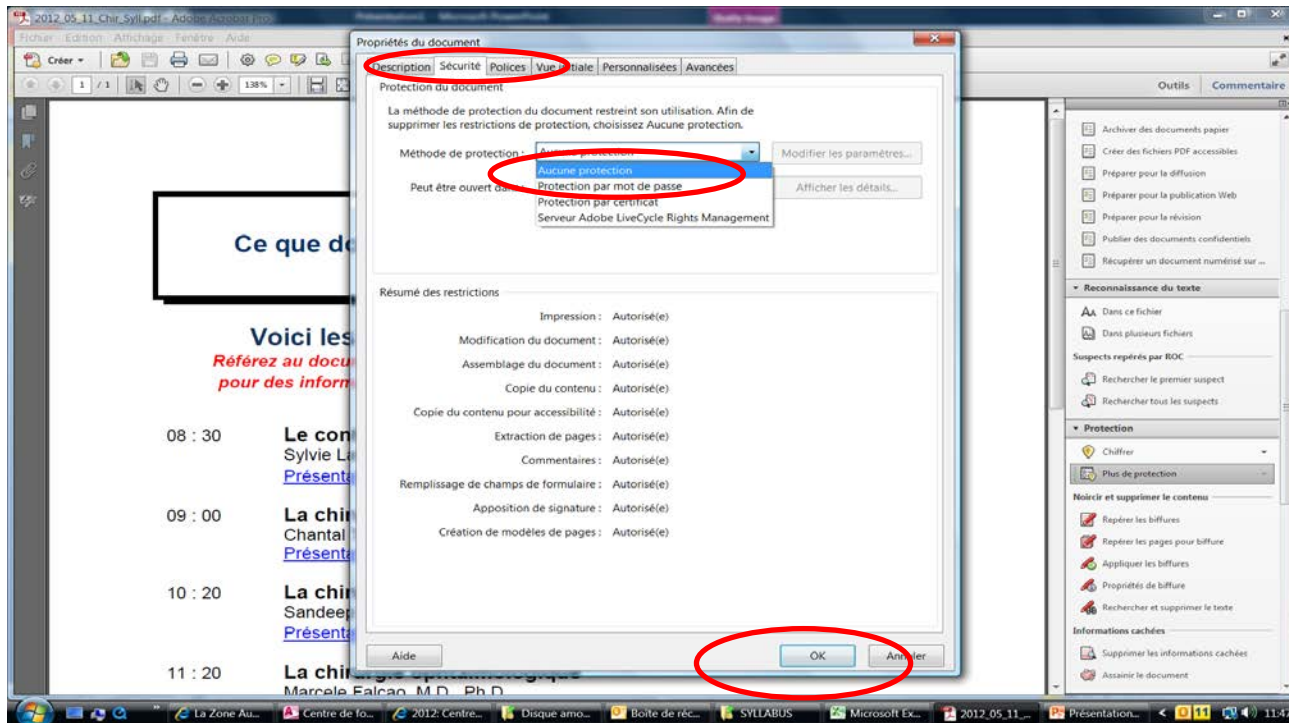 2012_05_11_Chir_Syll.pdf - Adobe Acrobat Pro
Fichier Edition Affichage Fenêtre Aide
Créer
1 / 1 138%
Outils Commentaire
Propriétés du document
Description Sécurité Polices Vue initiale Personnalisées Avancées
Protection du document
La méthode de protection du document restreint son utilisation. Afin de
supprimer les restrictions de protection, choisissez Aucune protection.
Méthode de protection : Aucune protection Modifier les paramètres...
Aucune protection
Peut être ouvert dans : Protection par mot de passe Afficher les détails...
Protection par certificat
Serveur Adobe LiveCycle Rights Management
Résumé des restrictions
Impression : Autorisé(e)
Modification du document : Autorisé(e)
Assemblage du document : Autorisé(e)
Copie du contenu : Autorisé(e)
Copie du contenu pour accessibilité : Autorisé(e)
Extraction de pages : Autorisé(e)
Commentaires : Autorisé(e)
Remplissage de champs de formulaire : Autorisé(e)
Apposition de signature : Autorisé(e)
Création de modèles de pages : Autorisé(e)
Aide OK Annuler
Ce que do
Voici les
Référez au docu
pour des inform
08 : 30 Le con
Sylvie La
Présenta
09 : 00 La chir
Chantal
Présenta
10 : 20 La chir
Sandeep
Présenta
11 : 20 La chirurgie ophtalmologique
Marcele Falcao, M.D., Ph.D.
Archiver des documents papier
Créer des fichiers PDF accessibles
Préparer pour la diffusion
Préparer pour la publication Web
Préparer pour la révision
Publier des documents confidentiels
Récupérer un document numérisé sur ...
Reconnaissance du texte
Dans ce fichier
Dans plusieurs fichiers
Suspects repérés par ROC
Rechercher le premier suspect
Rechercher tous les suspects
Protection
Chiffrer
Plus de protection
Noircir et supprimer le contenu
Repérer les biffures
Repérer les pages pour biffure
Appliquer les biffures
Propriétés de biffure
Rechercher et supprimer le texte
Informations cachées
Supprimer les informations cachées
Assainir le document
La Zone Au... Centre de fo... 2012: Centre... Disque amo... Boîte de réc... SYLLABUS Microsoft Ex... 2012_05_11_... Présentation... 11 11:47